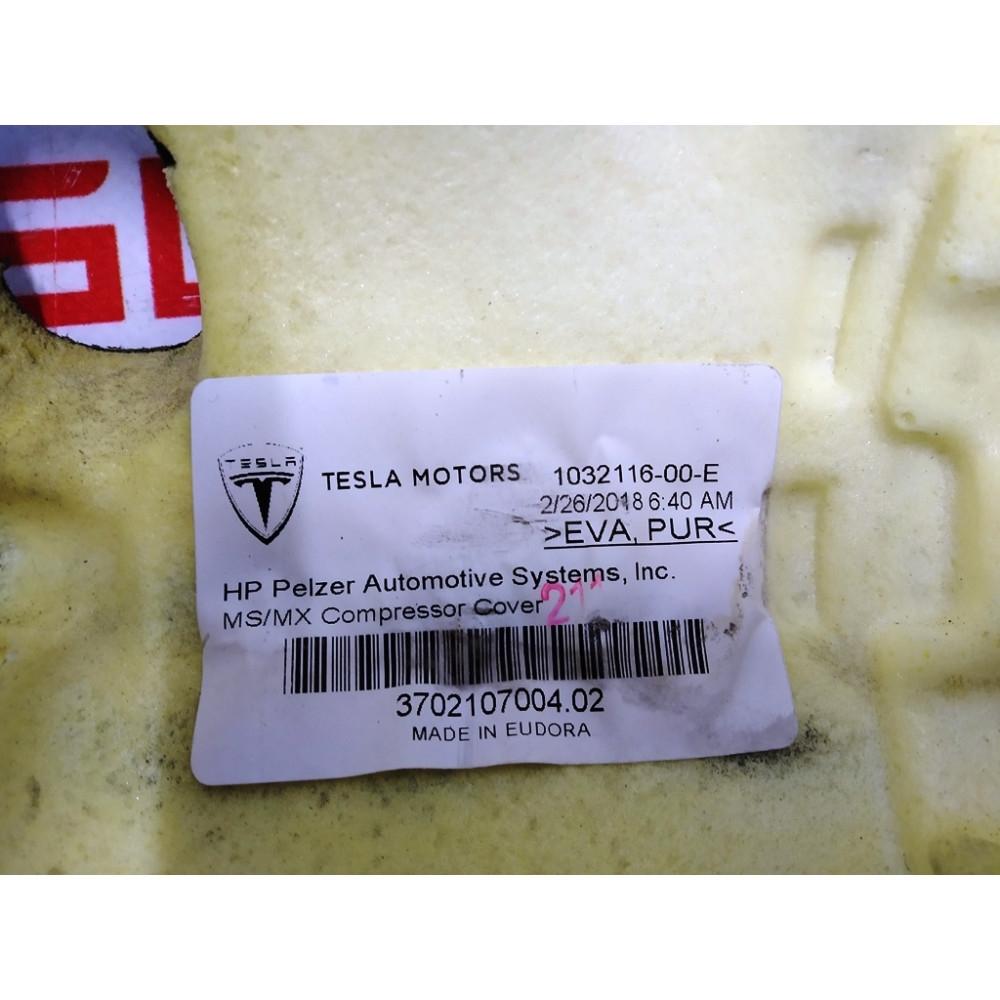 SL
TESLA
TESLA MOTORS 1032116-00-E
2/26/2018 6:40 AM
>EVA, PUR<
HP Pelzer Automotive Systems, Inc.
MS/MX Compressor Cover
3702107004.02
MADE IN EUDORA